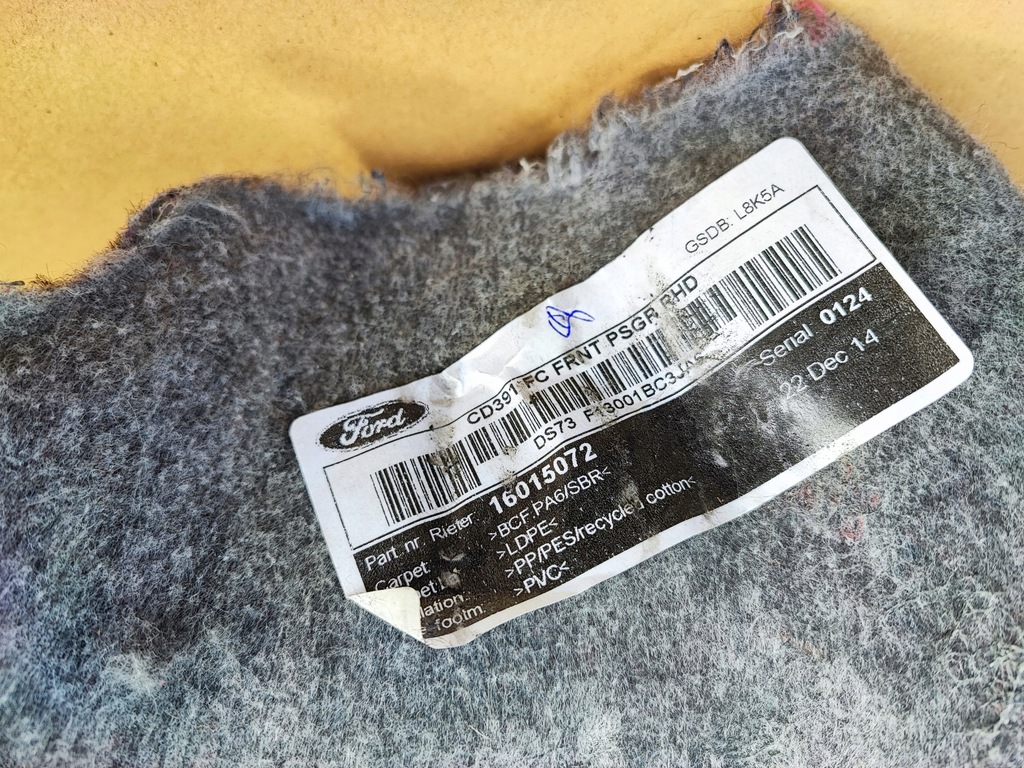 GSDB: L8K5A
Ford
CD391 FC FRNT PSGR RHD
DS73
Serial 0124
Part. nr. Rieter: 16015072
22 Dec 14
Carpet >BCF PA6/SBR<
>LDPE<
>PP/PES/recycled cotton<
>PVC<